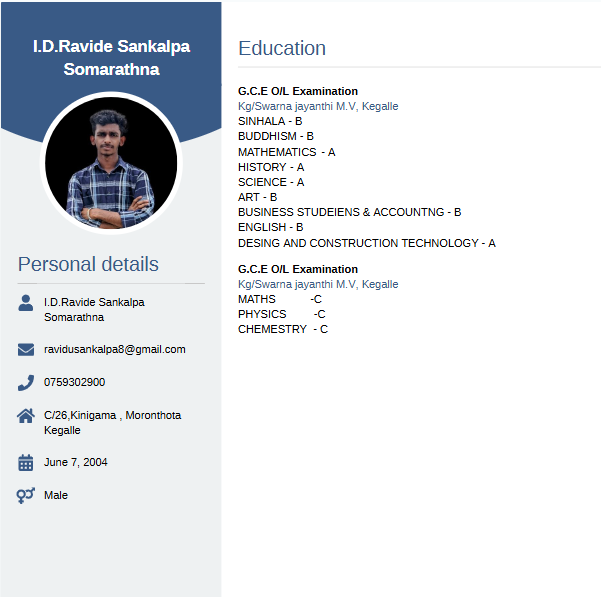 I.D.Ravide Sankalpa
Somarathna
Personal details
I.D.Ravide Sankalpa
Somarathna
ravidusankalpa8@gmail.com
0759302900
C/26,Kinigama , Moronthota
Kegalle
June 7, 2004
Male
Education
G.C.E O/L Examination
Kg/Swarna jayanthi M.V, Kegalle
SINHALA - B
BUDDHISM - B
MATHEMATICS - A
HISTORY - A
SCIENCE - A
ART - B
BUSINESS STUDEIENS & ACCOUNTNG - B
ENGLISH - B
DESING AND CONSTRUCTION TECHNOLOGY - A
G.C.E O/L Examination
Kg/Swarna jayanthi M.V, Kegalle
MATHS -C
PHYSICS -C
CHEMESTRY - C